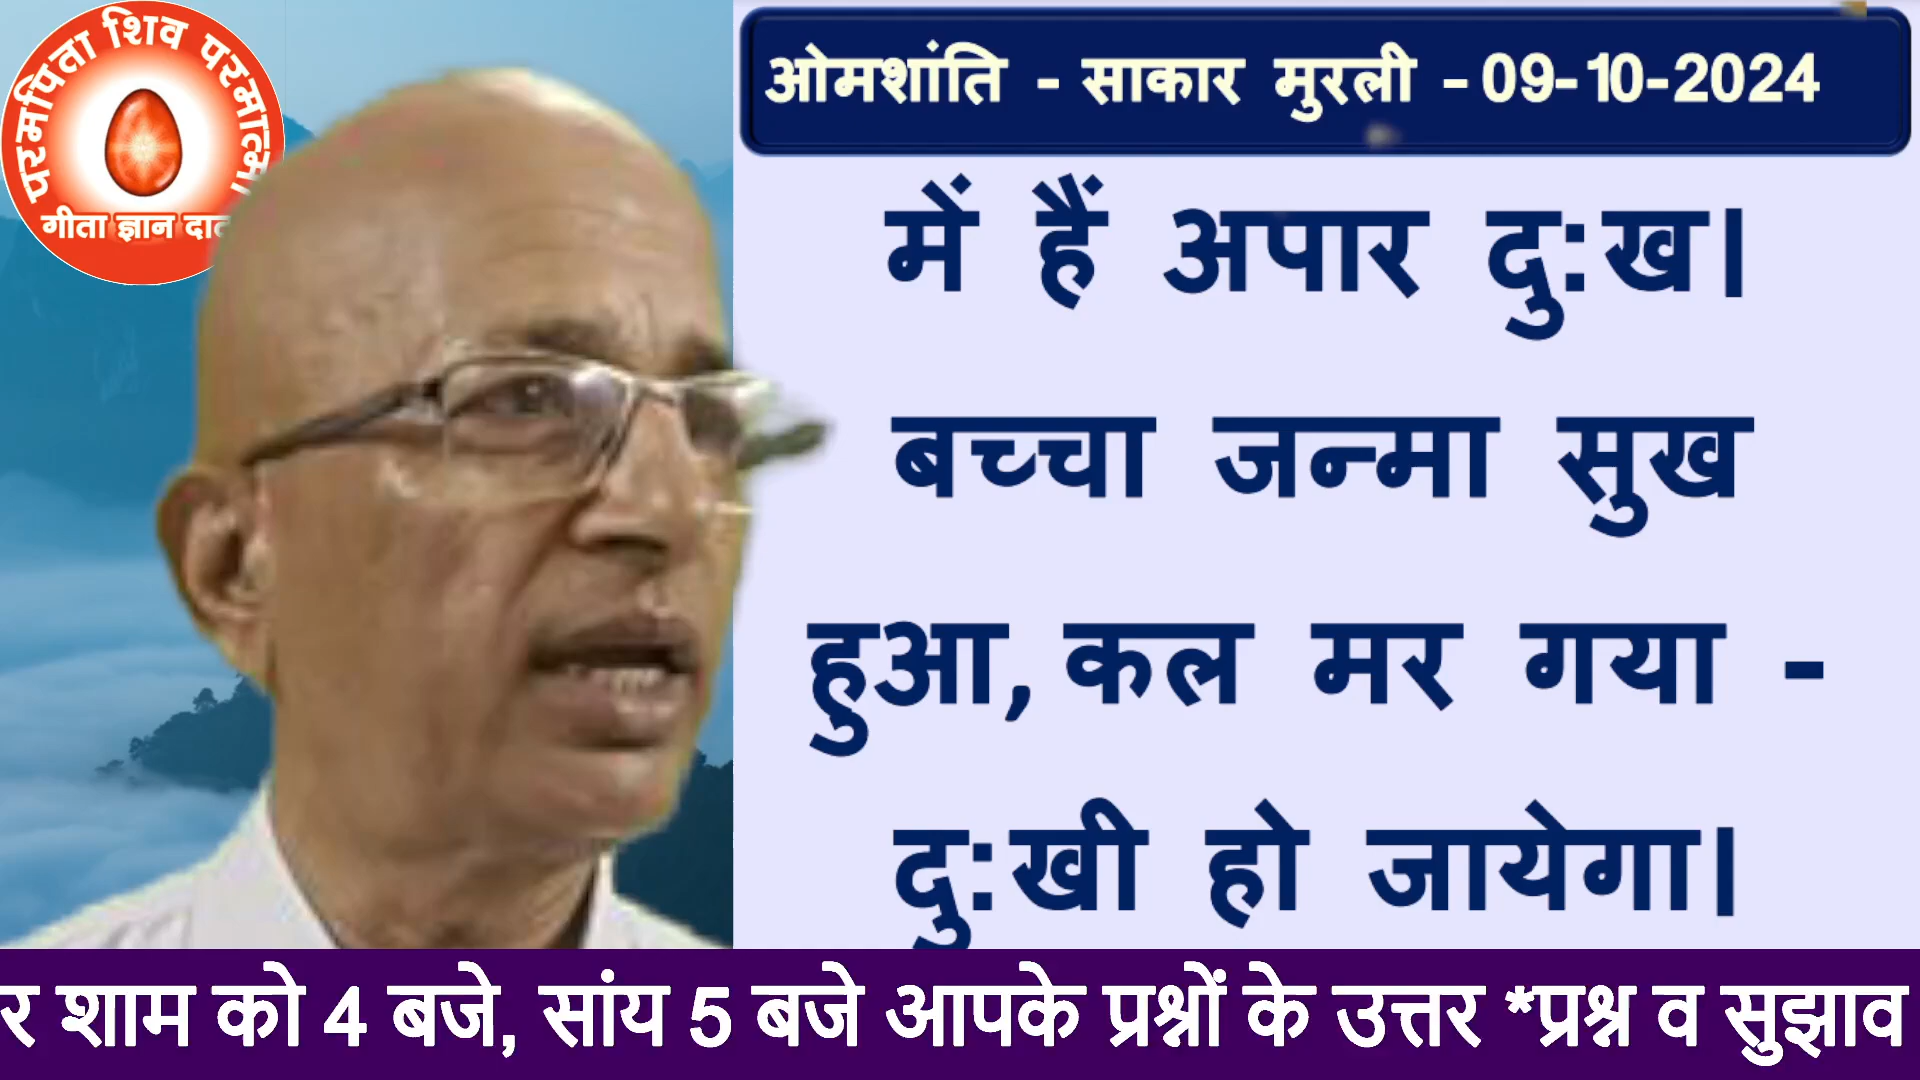 परमपिता शिव परमात्मा
गीता ज्ञान
ओमशांति - साकार मुरली - 09-10-2024
में हैं अपार दु:ख।
बच्चा जन्मा सुख
हुआ, कल मर गया -
दु:खी हो जायेगा।
र शाम को 4 बजे, सांय 5 बजे आपके प्रश्नों के उत्तर *प्रश्न व सुझाव